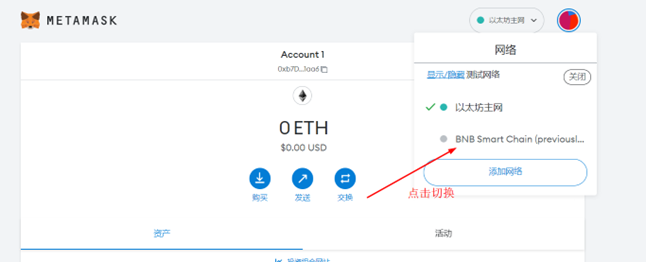 METAMASK
以太坊主网
Account 1
0xb7D...1aa6
0 ETH
$0.00 USD
购买
发送
交换
资产
活动
网络
显示/隐藏 测试网络
关闭
以太坊主网
BNB Smart Chain (previousl...
添加网络
点击切换